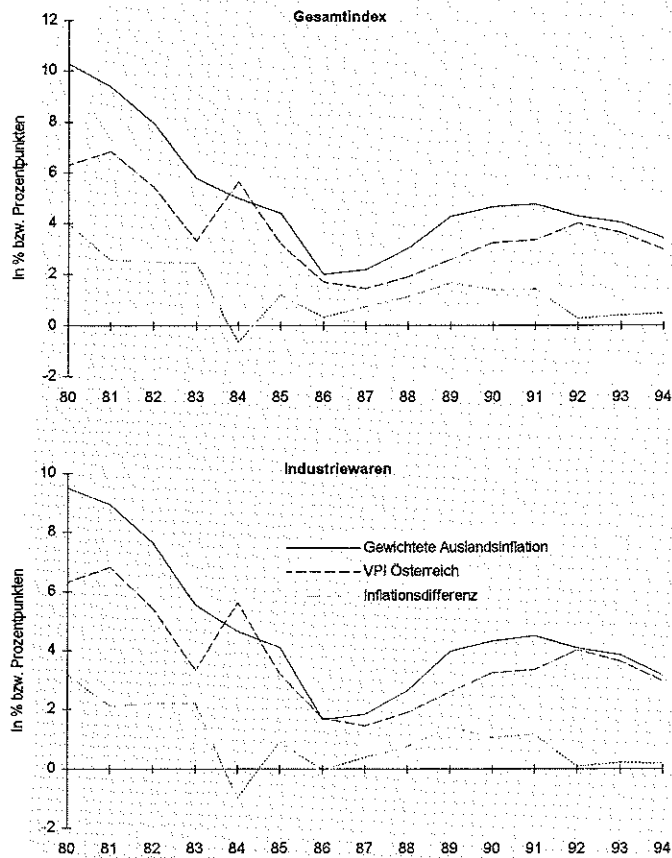 Gesamtindex
In % bzw. Prozentpunkten
12
10
8
6
4
2
0
-2
80 81 82 83 84 85 86 87 88 89 90 91 92 93 94
Industriewaren
In % bzw. Prozentpunkten
10
8
6
4
2
0
-2
Gewichtete Auslandsinflation
VPI Österreich
Inflationsdifferenz
80 81 82 83 84 85 86 87 88 89 90 91 92 93 94